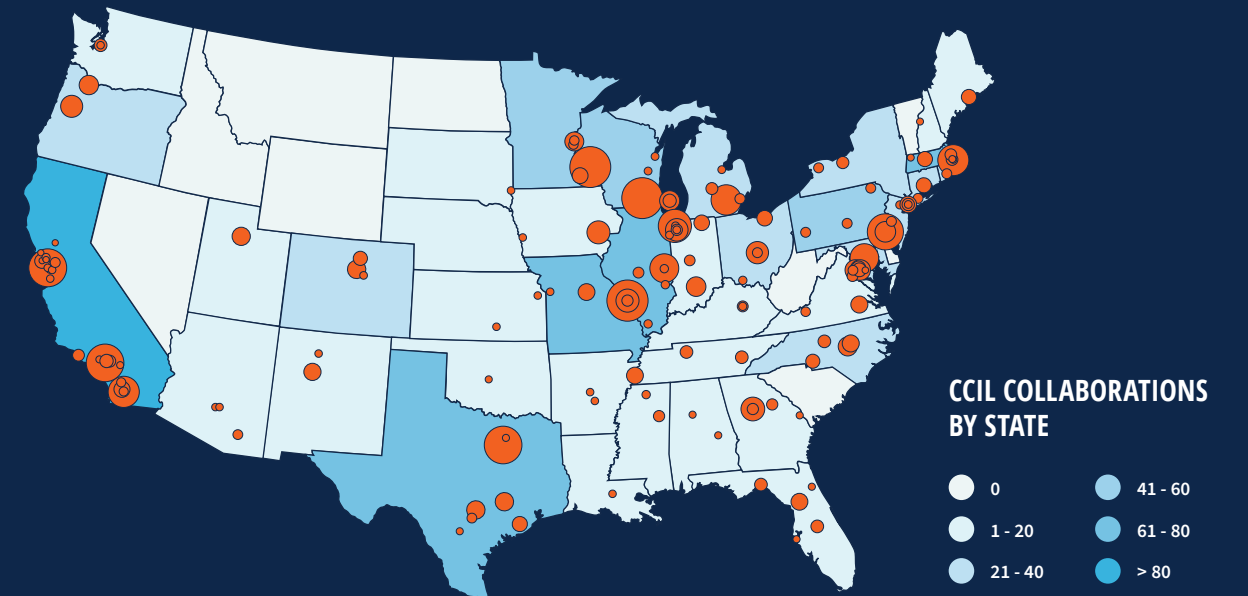 CCIL COLLABORATIONS
BY STATE
0
1 - 20
21 - 40
41 - 60
61 - 80
> 80